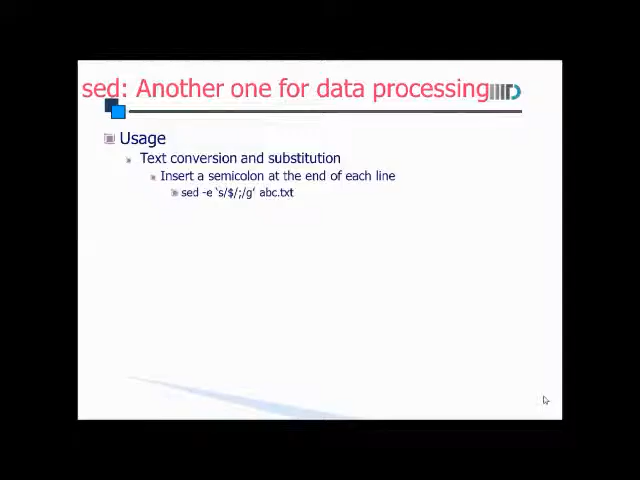 sed: Another one for data processing
Usage
Text conversion and substitution
Insert a semicolon at the end of each line
sed -e ‘s/$/;/g’ abc.txt